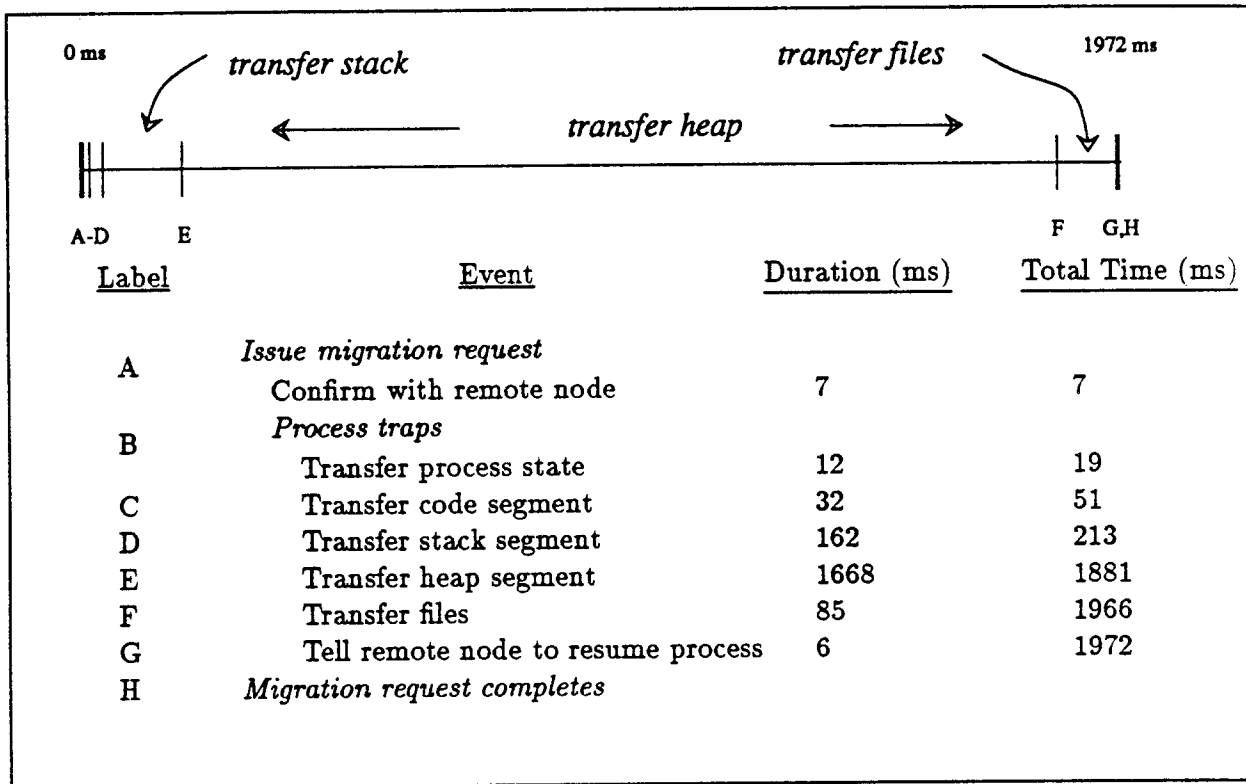 0 ms transfer stack transfer files 1972 ms
transfer heap
A-D E F G,H
Label Event Duration (ms) Total Time (ms)
A Issue migration request
Confirm with remote node 7 7
B Process traps
Transfer process state 12 19
C Transfer code segment 32 51
D Transfer stack segment 162 213
E Transfer heap segment 1668 1881
F Transfer files 85 1966
G Tell remote node to resume process 6 1972
H Migration request completes